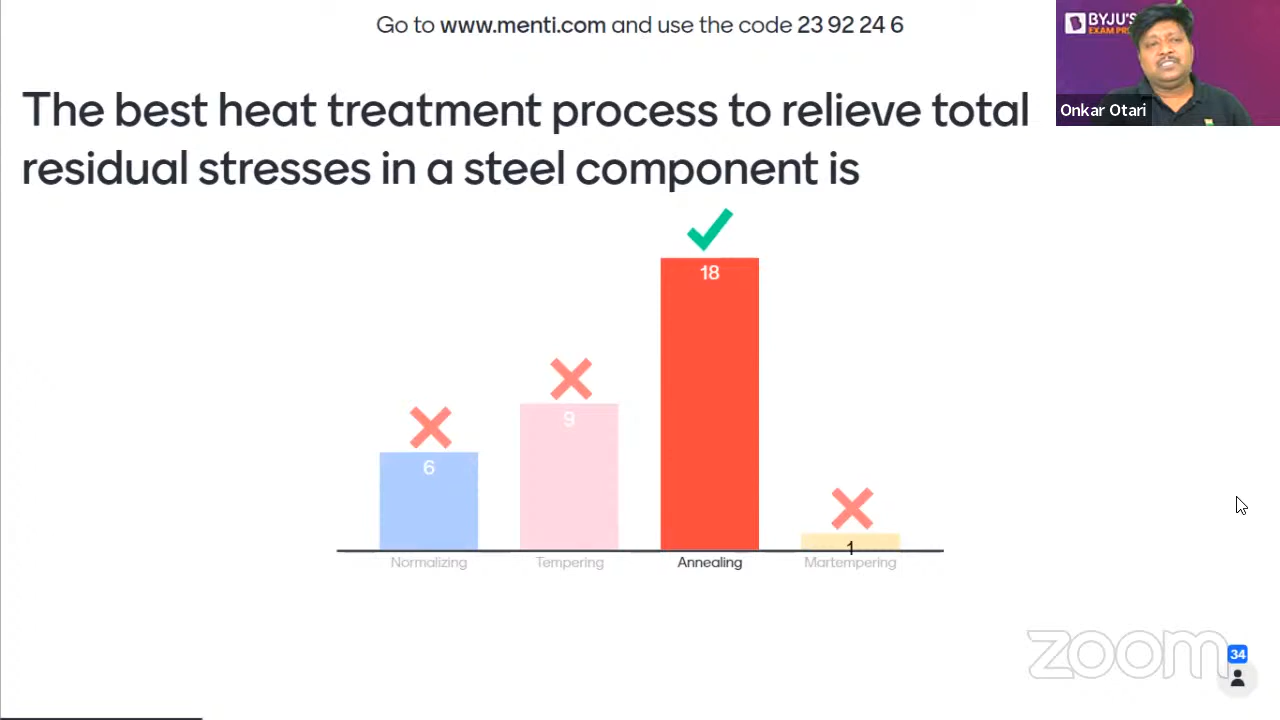 Go to www.menti.com and use the code 23 92 24 6
BYJU'S
EXAM PR
Onkar Otari
The best heat treatment process to relieve total
residual stresses in a steel component is
18
9
6
1
Normalizing
Tempering
Annealing
Martempering
zoom
34